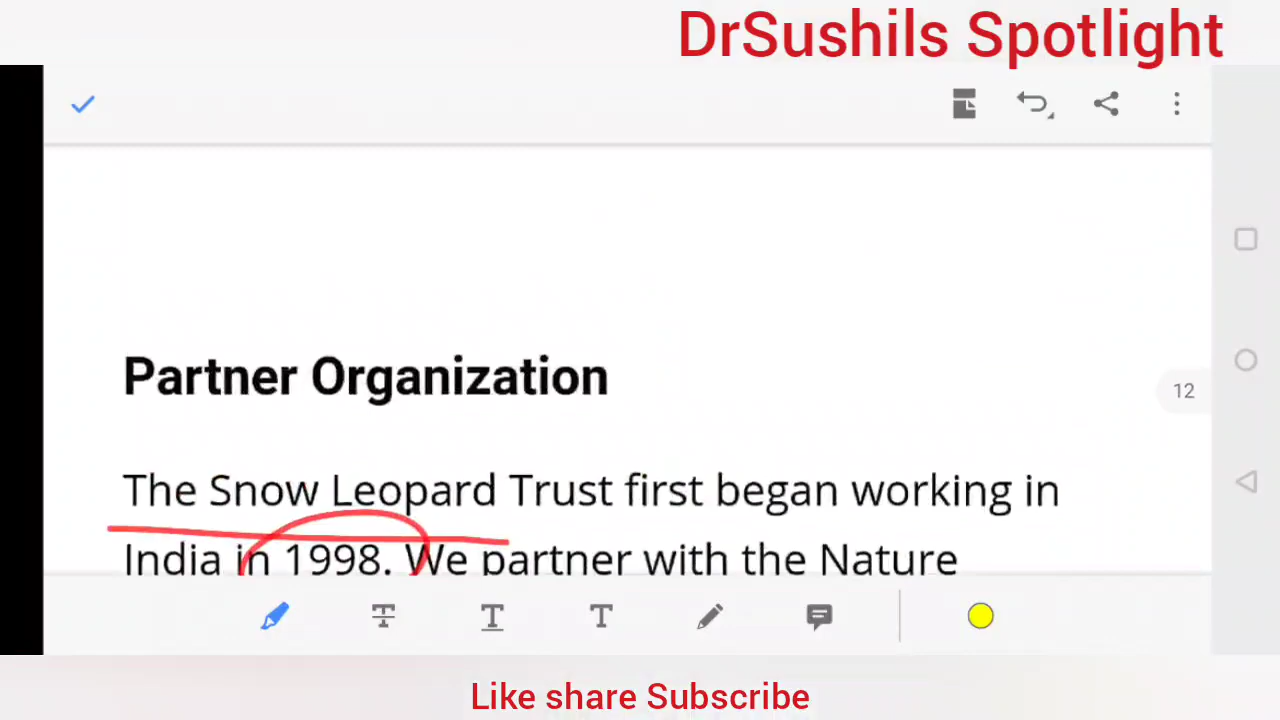 DrSushils Spotlight
Partner Organization
12
The Snow Leopard Trust first began working in
India in 1998. We partner with the Nature
Like share Subscribe